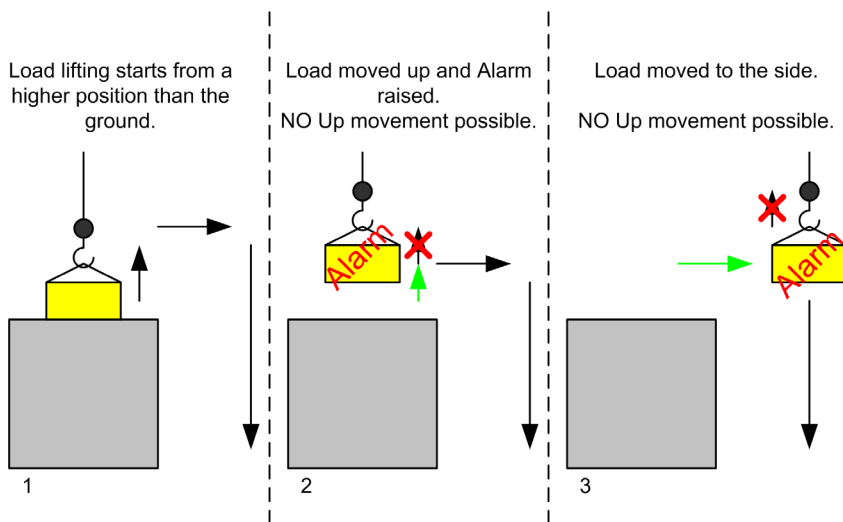 Load lifting starts from a
higher position than the
ground.
1
Load moved up and Alarm
raised.
NO Up movement possible.
Alarm
2
Load moved to the side.
NO Up movement possible.
Alarm
3